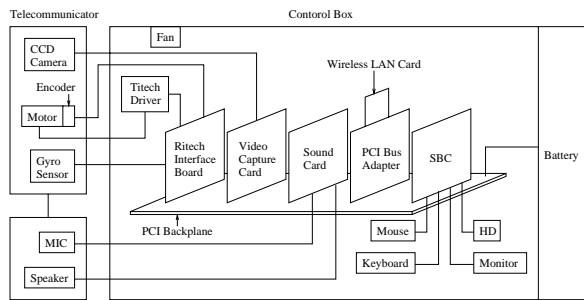 Telecommunicator
Contorol Box
CCD
Camera
Fan
Encoder
Motor
Titech
Driver
Wireless LAN Card
Gyro
Sensor
Ritech
Interface
Board
Video
Capture
Card
Sound
Card
PCI Bus
Adapter
SBC
Battery
PCI Backplane
MIC
Speaker
Mouse
HD
Keyboard
Monitor